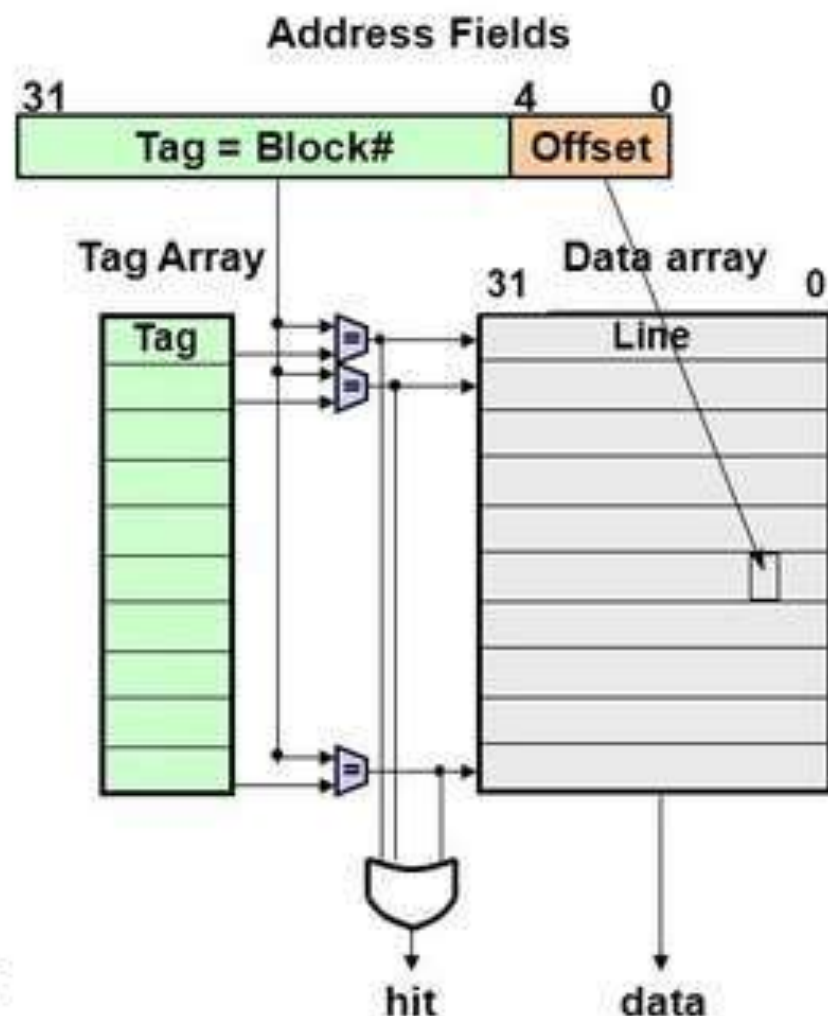 Address Fields
31 4 0
Tag = Block# Offset
Tag Array Data array
31 0
Tag = Line
=
=
hit data